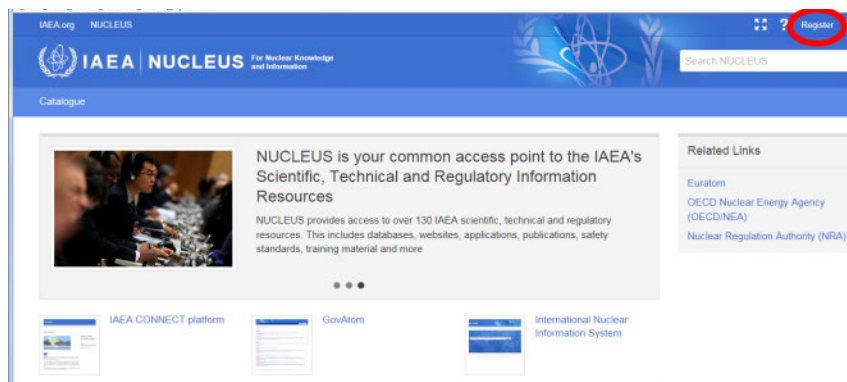 IAEA.org NUCLEUS
? Register
IAEA NUCLEUS For Nuclear Knowledge
and Information
Search NUCLEUS
Catalogue
NUCLEUS is your common access point to the IAEA's
Scientific, Technical and Regulatory Information
Resources
NUCLEUS provides access to over 130 IAEA scientific, technical and regulatory
resources. This includes databases, websites, applications, publications, safety
standards, training material and more
Related Links
Euratom
OECD Nuclear Energy Agency
(OECD/NEA)
Nuclear Regulation Authority (NRA)
IAEA CONNECT platform
GovAtom
International Nuclear
Information System